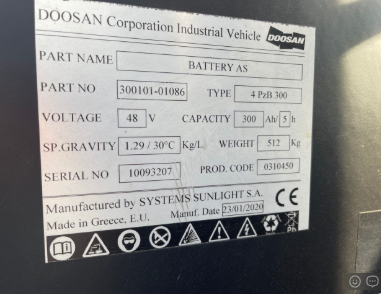 DOOSAN Corporation Industrial Vehicle DOOSAN
PART NAME BATTERY AS
PART NO 300101-01086 TYPE 4 PzB 300
VOLTAGE 48 V CAPACITY 300 Ah/ 5 h
SP.GRAVITY 1.29 / 30°C Kg/L WEIGHT 512 Kg
SERIAL NO 10093207 PROD. CODE 0310450
Manufactured by SYSTEMS SUNLIGHT S.A. CE
Made in Greece, E.U. Manuf. Date 23/01/2020
Pb